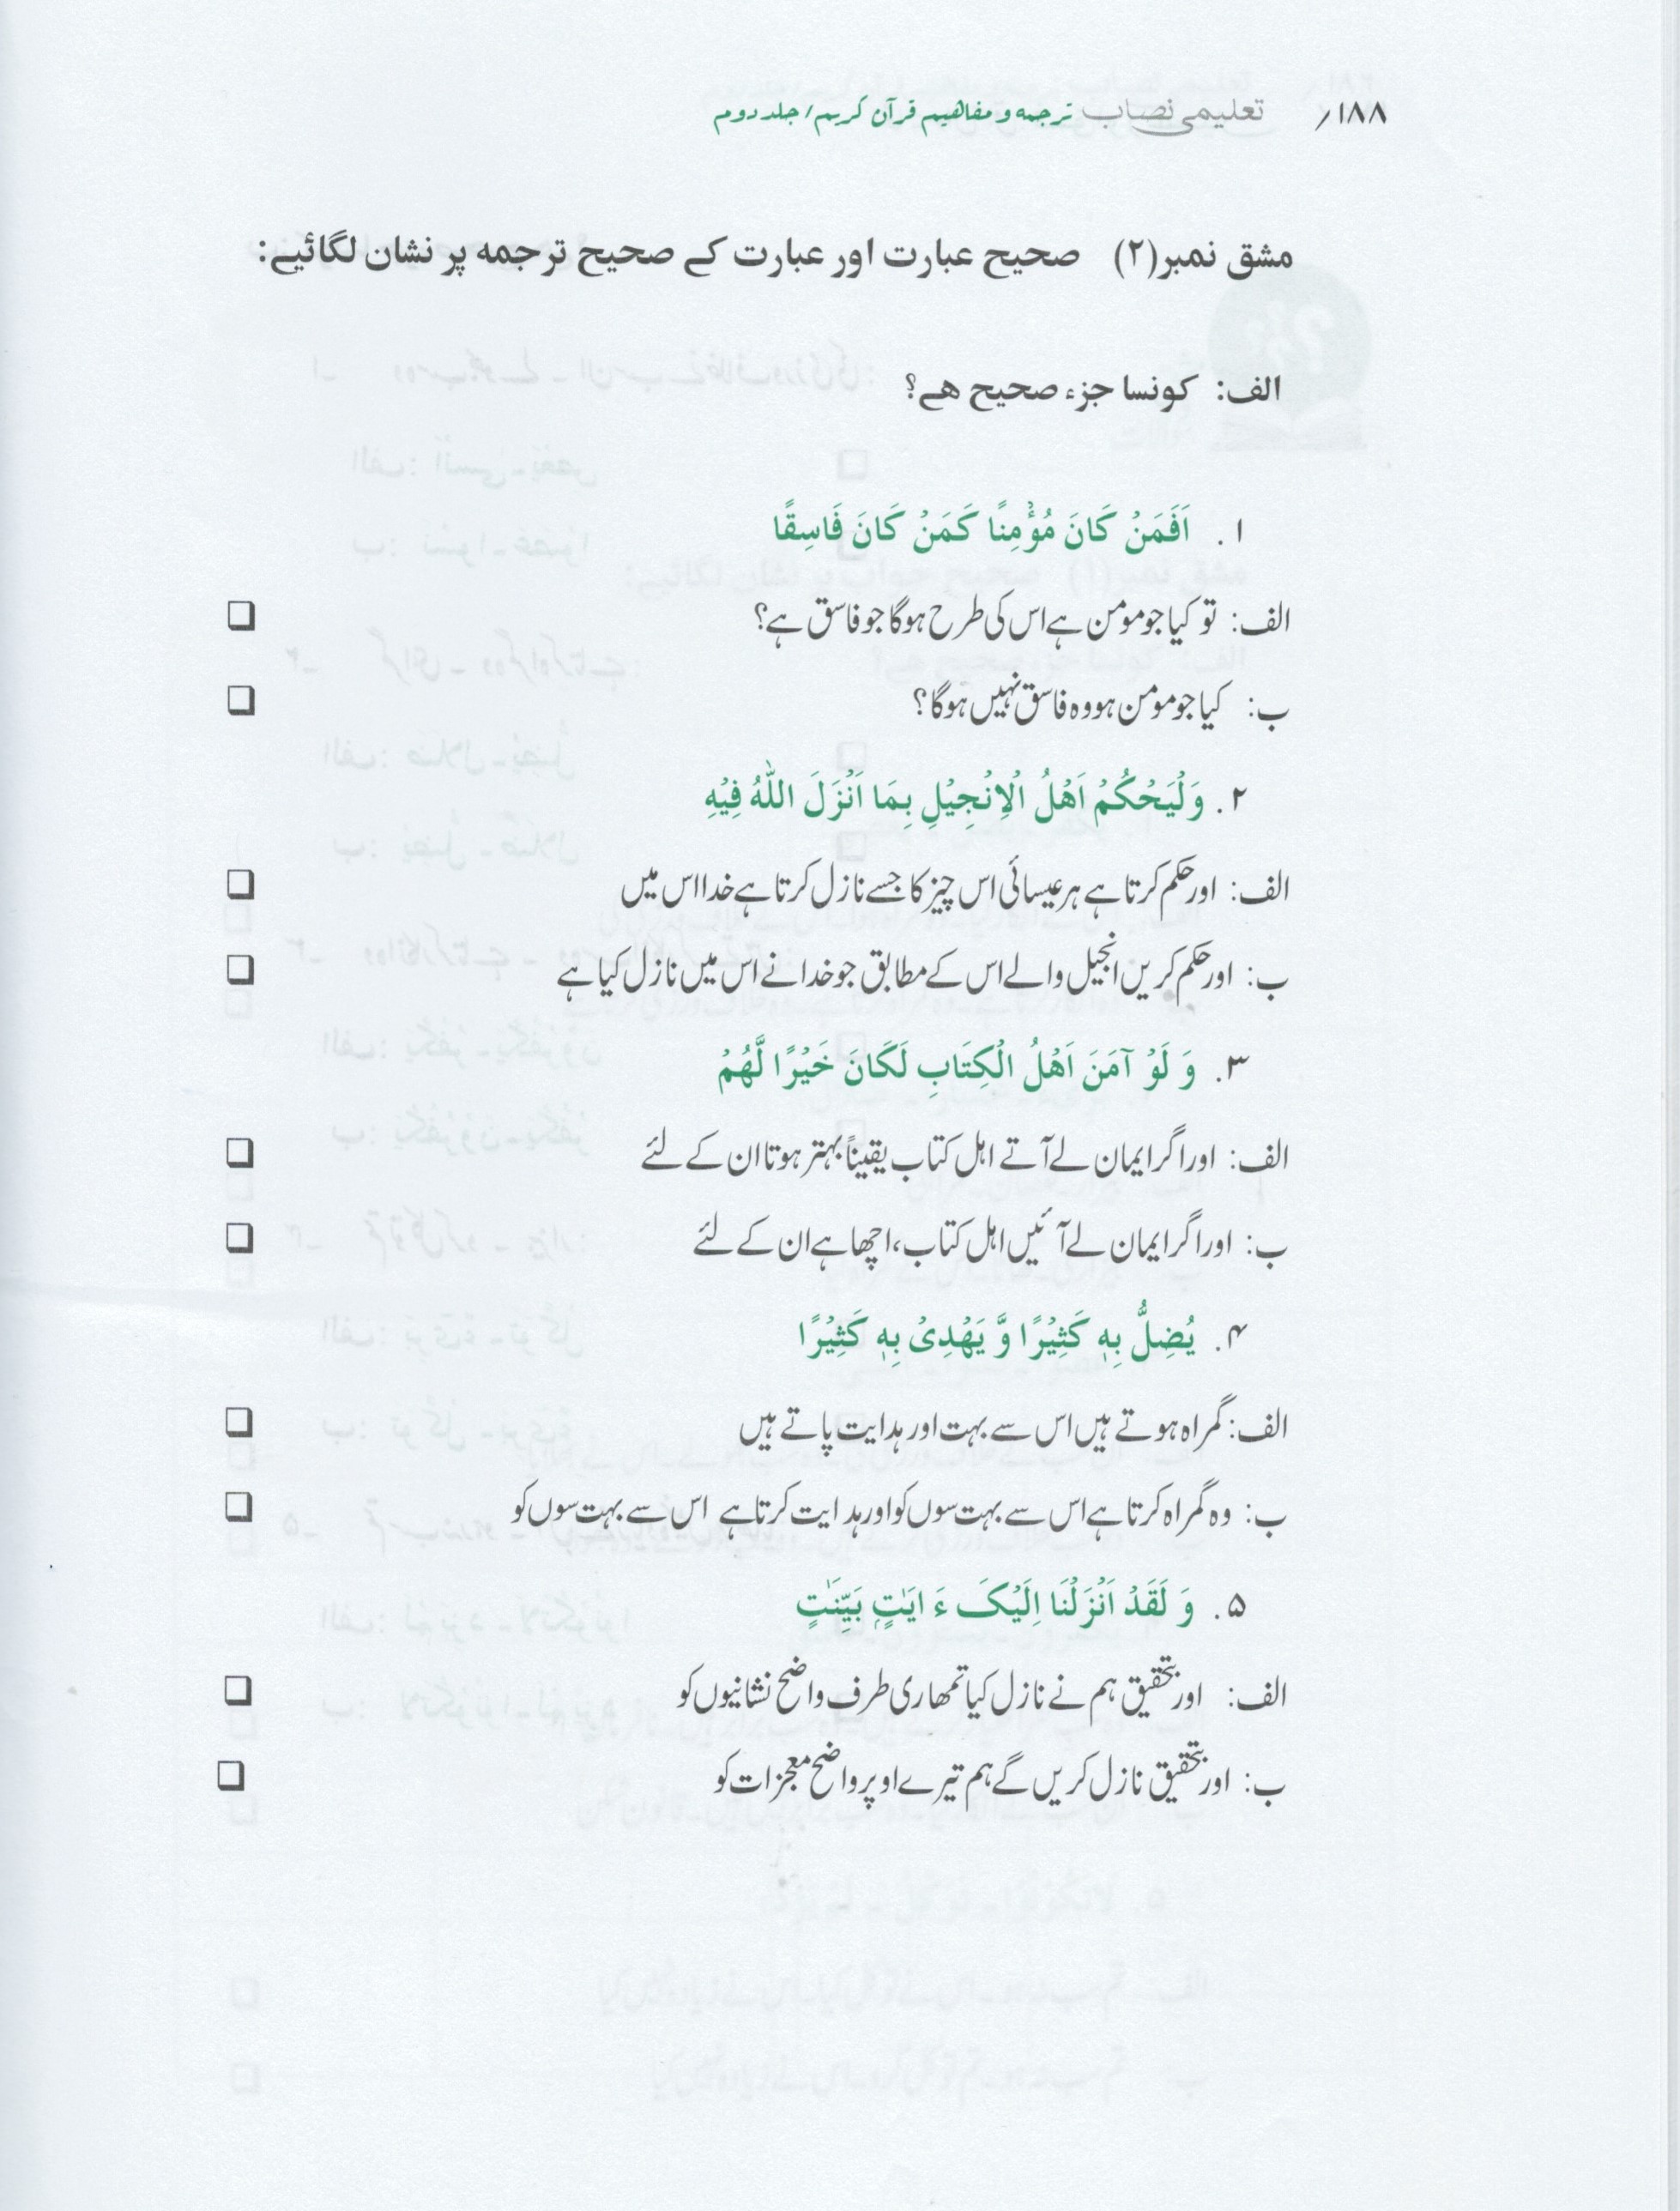 ۱۸۸/ تعلیمی نصاب ترجمه و مفاهیم قرآن کریم/ جلد دوم
مشق نمبر(۲) صحیح عبارت اور عبارت کے صحیح ترجمه پر نشان لگائیے:
الف: کونسا جزء صحیح هے؟
۱. اَفَمَنْ كَانَ مُؤْمِنًا كَمَنْ كَانَ فَاسِقًا
الف: تو کیا جو مومن ہے اس کی طرح ہوگا جو فاسق ہے؟
ب: کیا جو مومن ہو وہ فاسق نہیں ہوگا؟
۲. وَلْيَحْكُمْ اَهْلُ الْاِنْجِيْلِ بِمَا اَنْزَلَ اللّٰهُ فِيْهِ
الف: اور حکم کرتا ہے ہر عیسائی اس چیز کا جسے نازل کرتا ہے خدا اس میں
ب: اور حکم کریں انجیل والے اس کے مطابق جو خدا نے اس میں نازل کیا ہے
۳. وَ لَوْ آمَنَ اَهْلُ الْكِتَابِ لَكَانَ خَيْرًا لَّهُمْ
الف: اور اگر ایمان لے آتے اہل کتاب یقیناً بہتر ہوتا ان کے لئے
ب: اور اگر ایمان لے آئیں اہل کتاب، اچھا ہے ان کے لئے
۴. يُضِلُّ بِهٖ كَثِيْرًا وَّ يَهْدِىْ بِهٖ كَثِيْرًا
الف: گمراہ ہوتے ہیں اس سے بہت اور ہدایت پاتے ہیں
ب: وہ گمراہ کرتا ہے اس سے بہت سوں کو اور ہدایت کرتا ہے اس سے بہت سوں کو
۵. وَ لَقَدْ اَنْزَلْنَا اِلَيْكَ ءَ ايَٰتٍۭ بَيِّنَٰتٍ
الف: اور بتحقیق ہم نے نازل کیا تمھاری طرف واضح نشانیوں کو
ب: اور بتحقیق نازل کریں گے ہم تیرے اوپر واضح معجزات کو